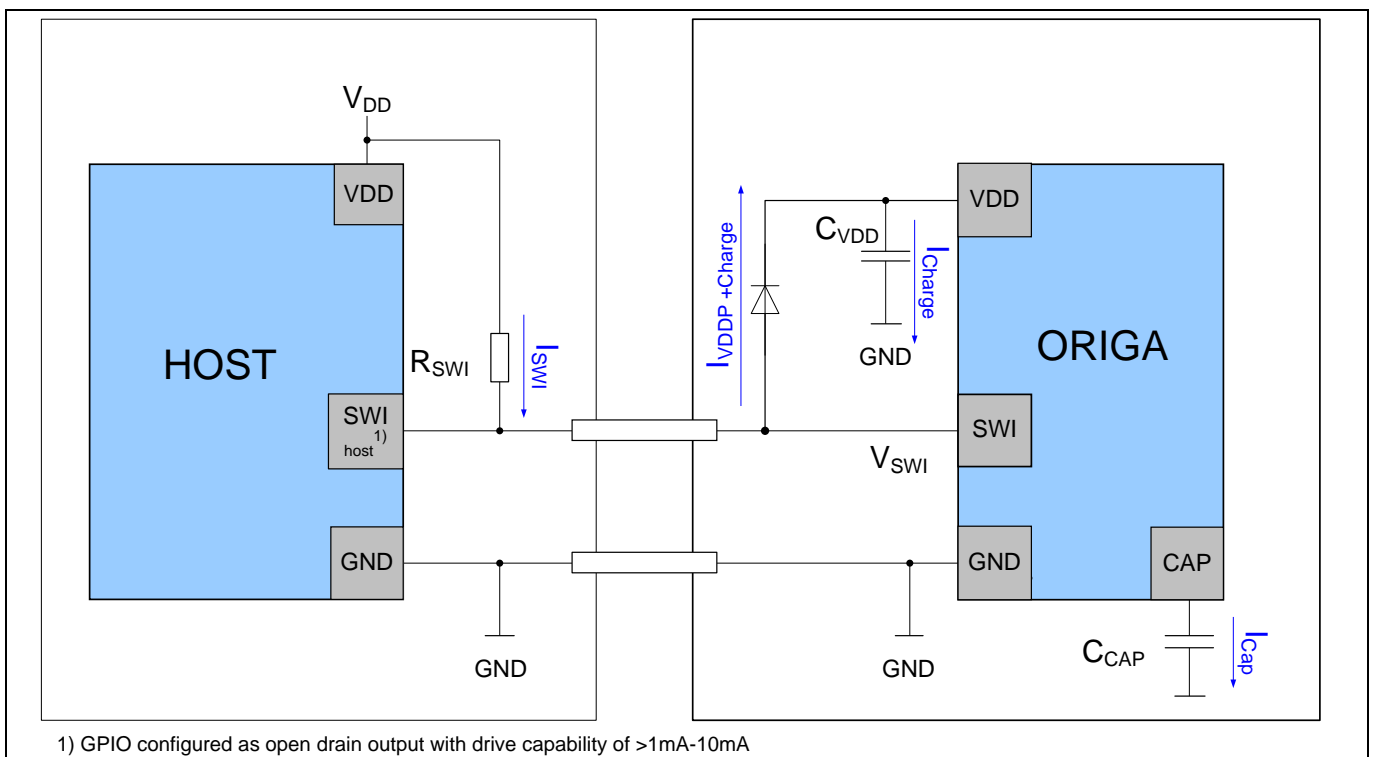 VDD
VDD
HOST
RSWI
ISWI
SWI
1)
host
GND
GND
IVDDP +Charge
CVDD
ICharge
GND
VDD
ORIGA
SWI
VSWI
GND
CAP
GND
CCAP
ICap
1) GPIO configured as open drain output with drive capability of >1mA-10mA